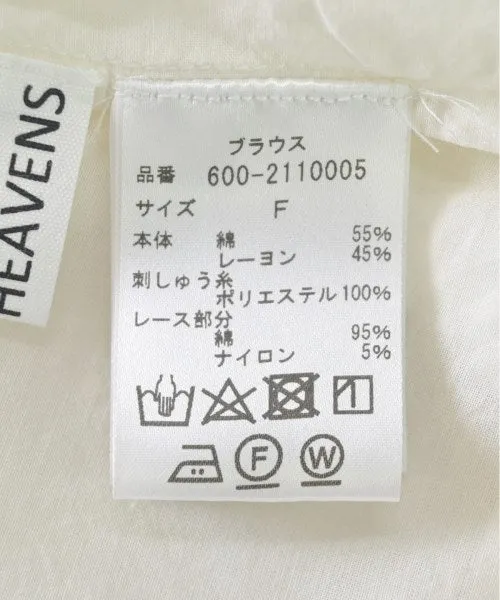 HEAVENS
ブラウス
品番 600-2110005
サイズ F
本体 綿 55%
レーヨン 45%
刺しゅう糸
ポリエステル 100%
レース部分
綿 95%
ナイロン 5%
F W